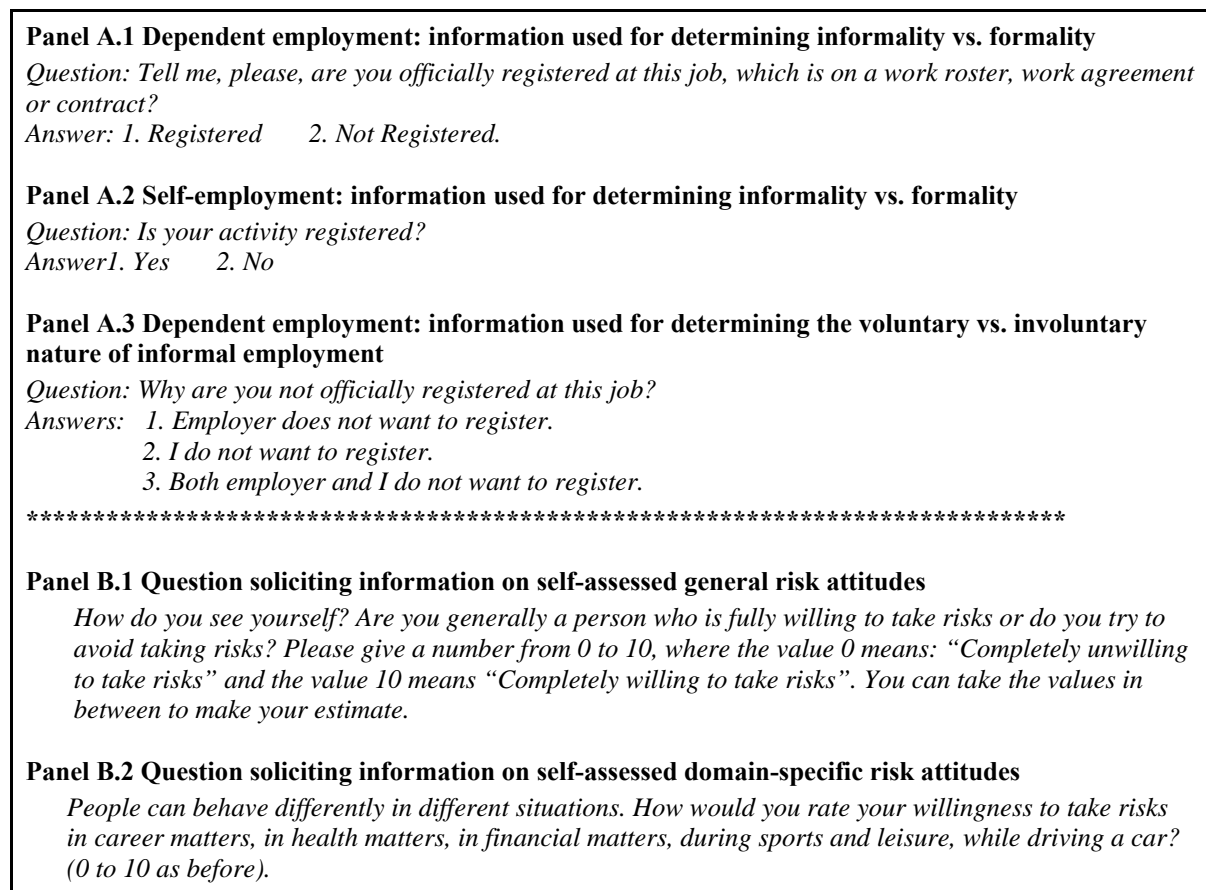 Panel A.1 Dependent employment: information used for determining informality vs. formality
Question: Tell me, please, are you officially registered at this job, which is on a work roster, work agreement
or contract?
Answer: 1. Registered 2. Not Registered.
Panel A.2 Self-employment: information used for determining informality vs. formality
Question: Is your activity registered?
Answer1. Yes 2. No
Panel A.3 Dependent employment: information used for determining the voluntary vs. involuntary
nature of informal employment
Question: Why are you not officially registered at this job?
Answers: 1. Employer does not want to register.
2. I do not want to register.
3. Both employer and I do not want to register.
******************************************************************************
Panel B.1 Question soliciting information on self-assessed general risk attitudes
How do you see yourself? Are you generally a person who is fully willing to take risks or do you try to
avoid taking risks? Please give a number from 0 to 10, where the value 0 means: “Completely unwilling
to take risks” and the value 10 means “Completely willing to take risks”. You can take the values in
between to make your estimate.
Panel B.2 Question soliciting information on self-assessed domain-specific risk attitudes
People can behave differently in different situations. How would you rate your willingness to take risks
in career matters, in health matters, in financial matters, during sports and leisure, while driving a car?
(0 to 10 as before).